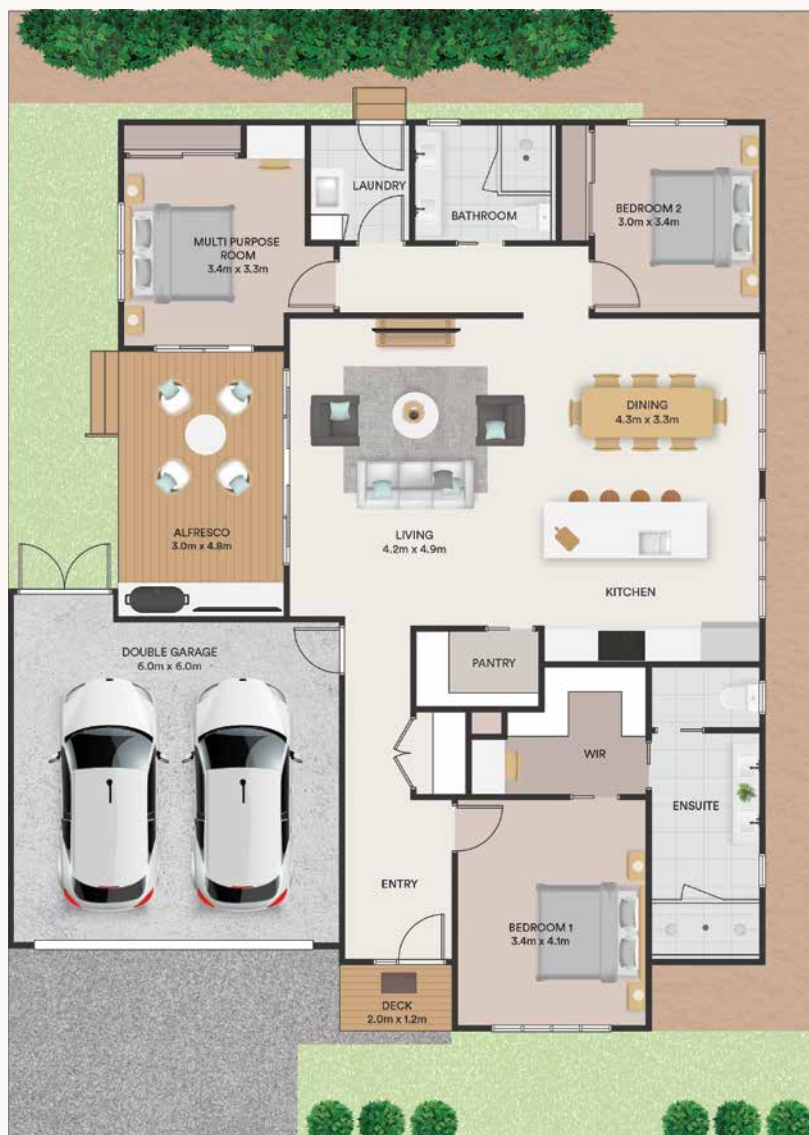 LAUNDRY
BATHROOM
BEDROOM 2
3.0m x 3.4m
MULTI PURPOSE
ROOM
3.4m x 3.3m
DINING
4.3m x 3.3m
ALFRESCO
3.0m x 4.8m
LIVING
4.2m x 4.9m
KITCHEN
DOUBLE GARAGE
6.0m x 6.0m
PANTRY
WIR
ENSUITE
ENTRY
BEDROOM 1
3.4m x 4.1m
DECK
2.0m x 1.2m